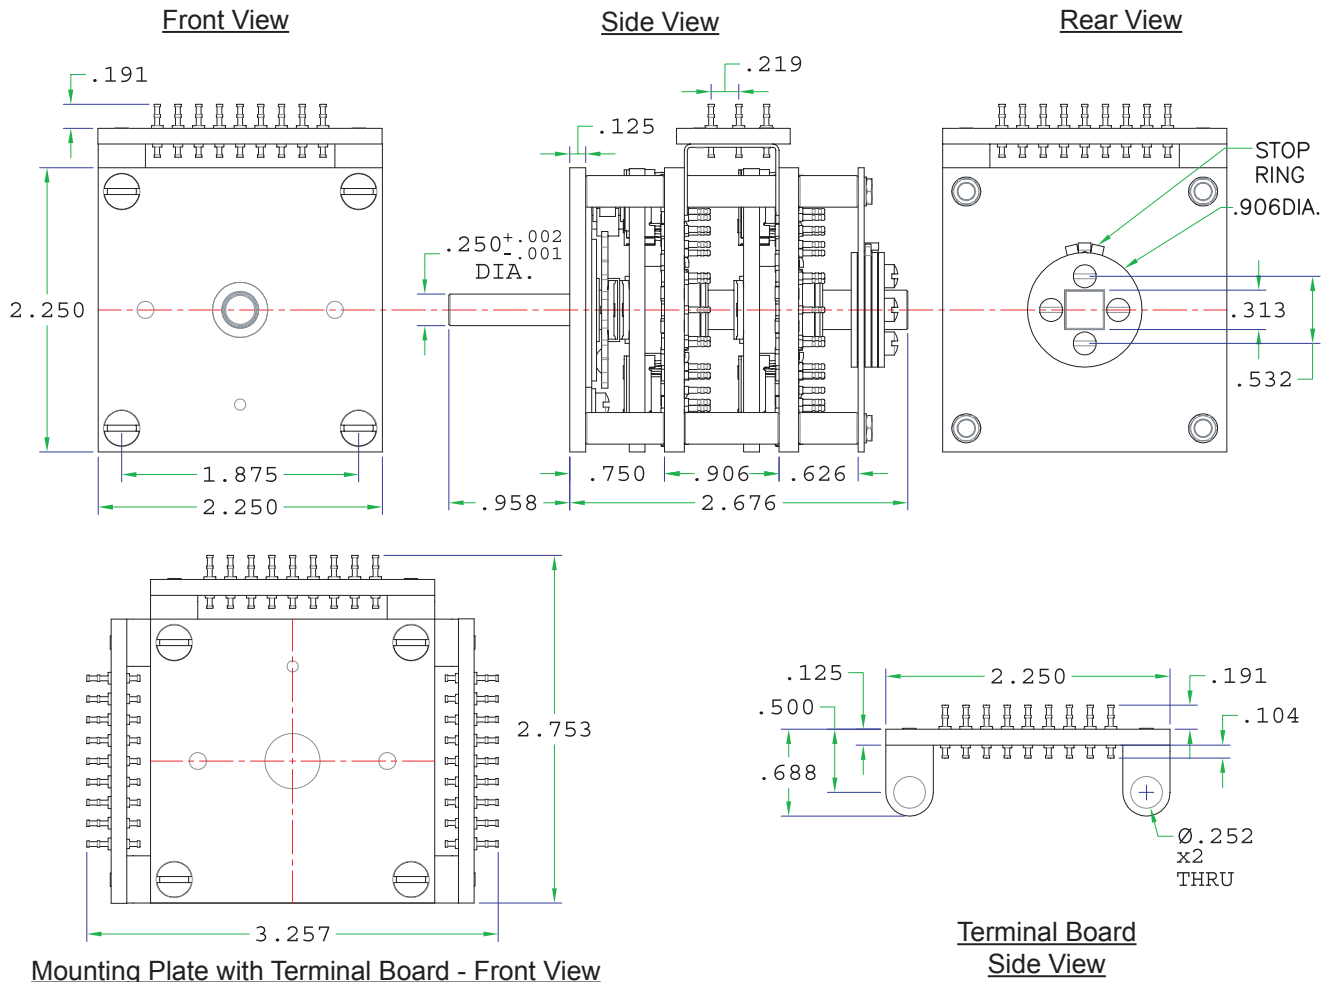 Front View
Side View
Rear View
.191
.219
.125
STOP
RING
.906DIA.
.250+.002
-.001
DIA.
2.250
.313
.532
1.875
2.250
.750
.906
.626
.958
2.676
2.753
3.257
Mounting Plate with Terminal Board - Front View
.125
2.250
.191
.500
.104
.688
Ø.252
x2
THRU
Terminal Board
Side View